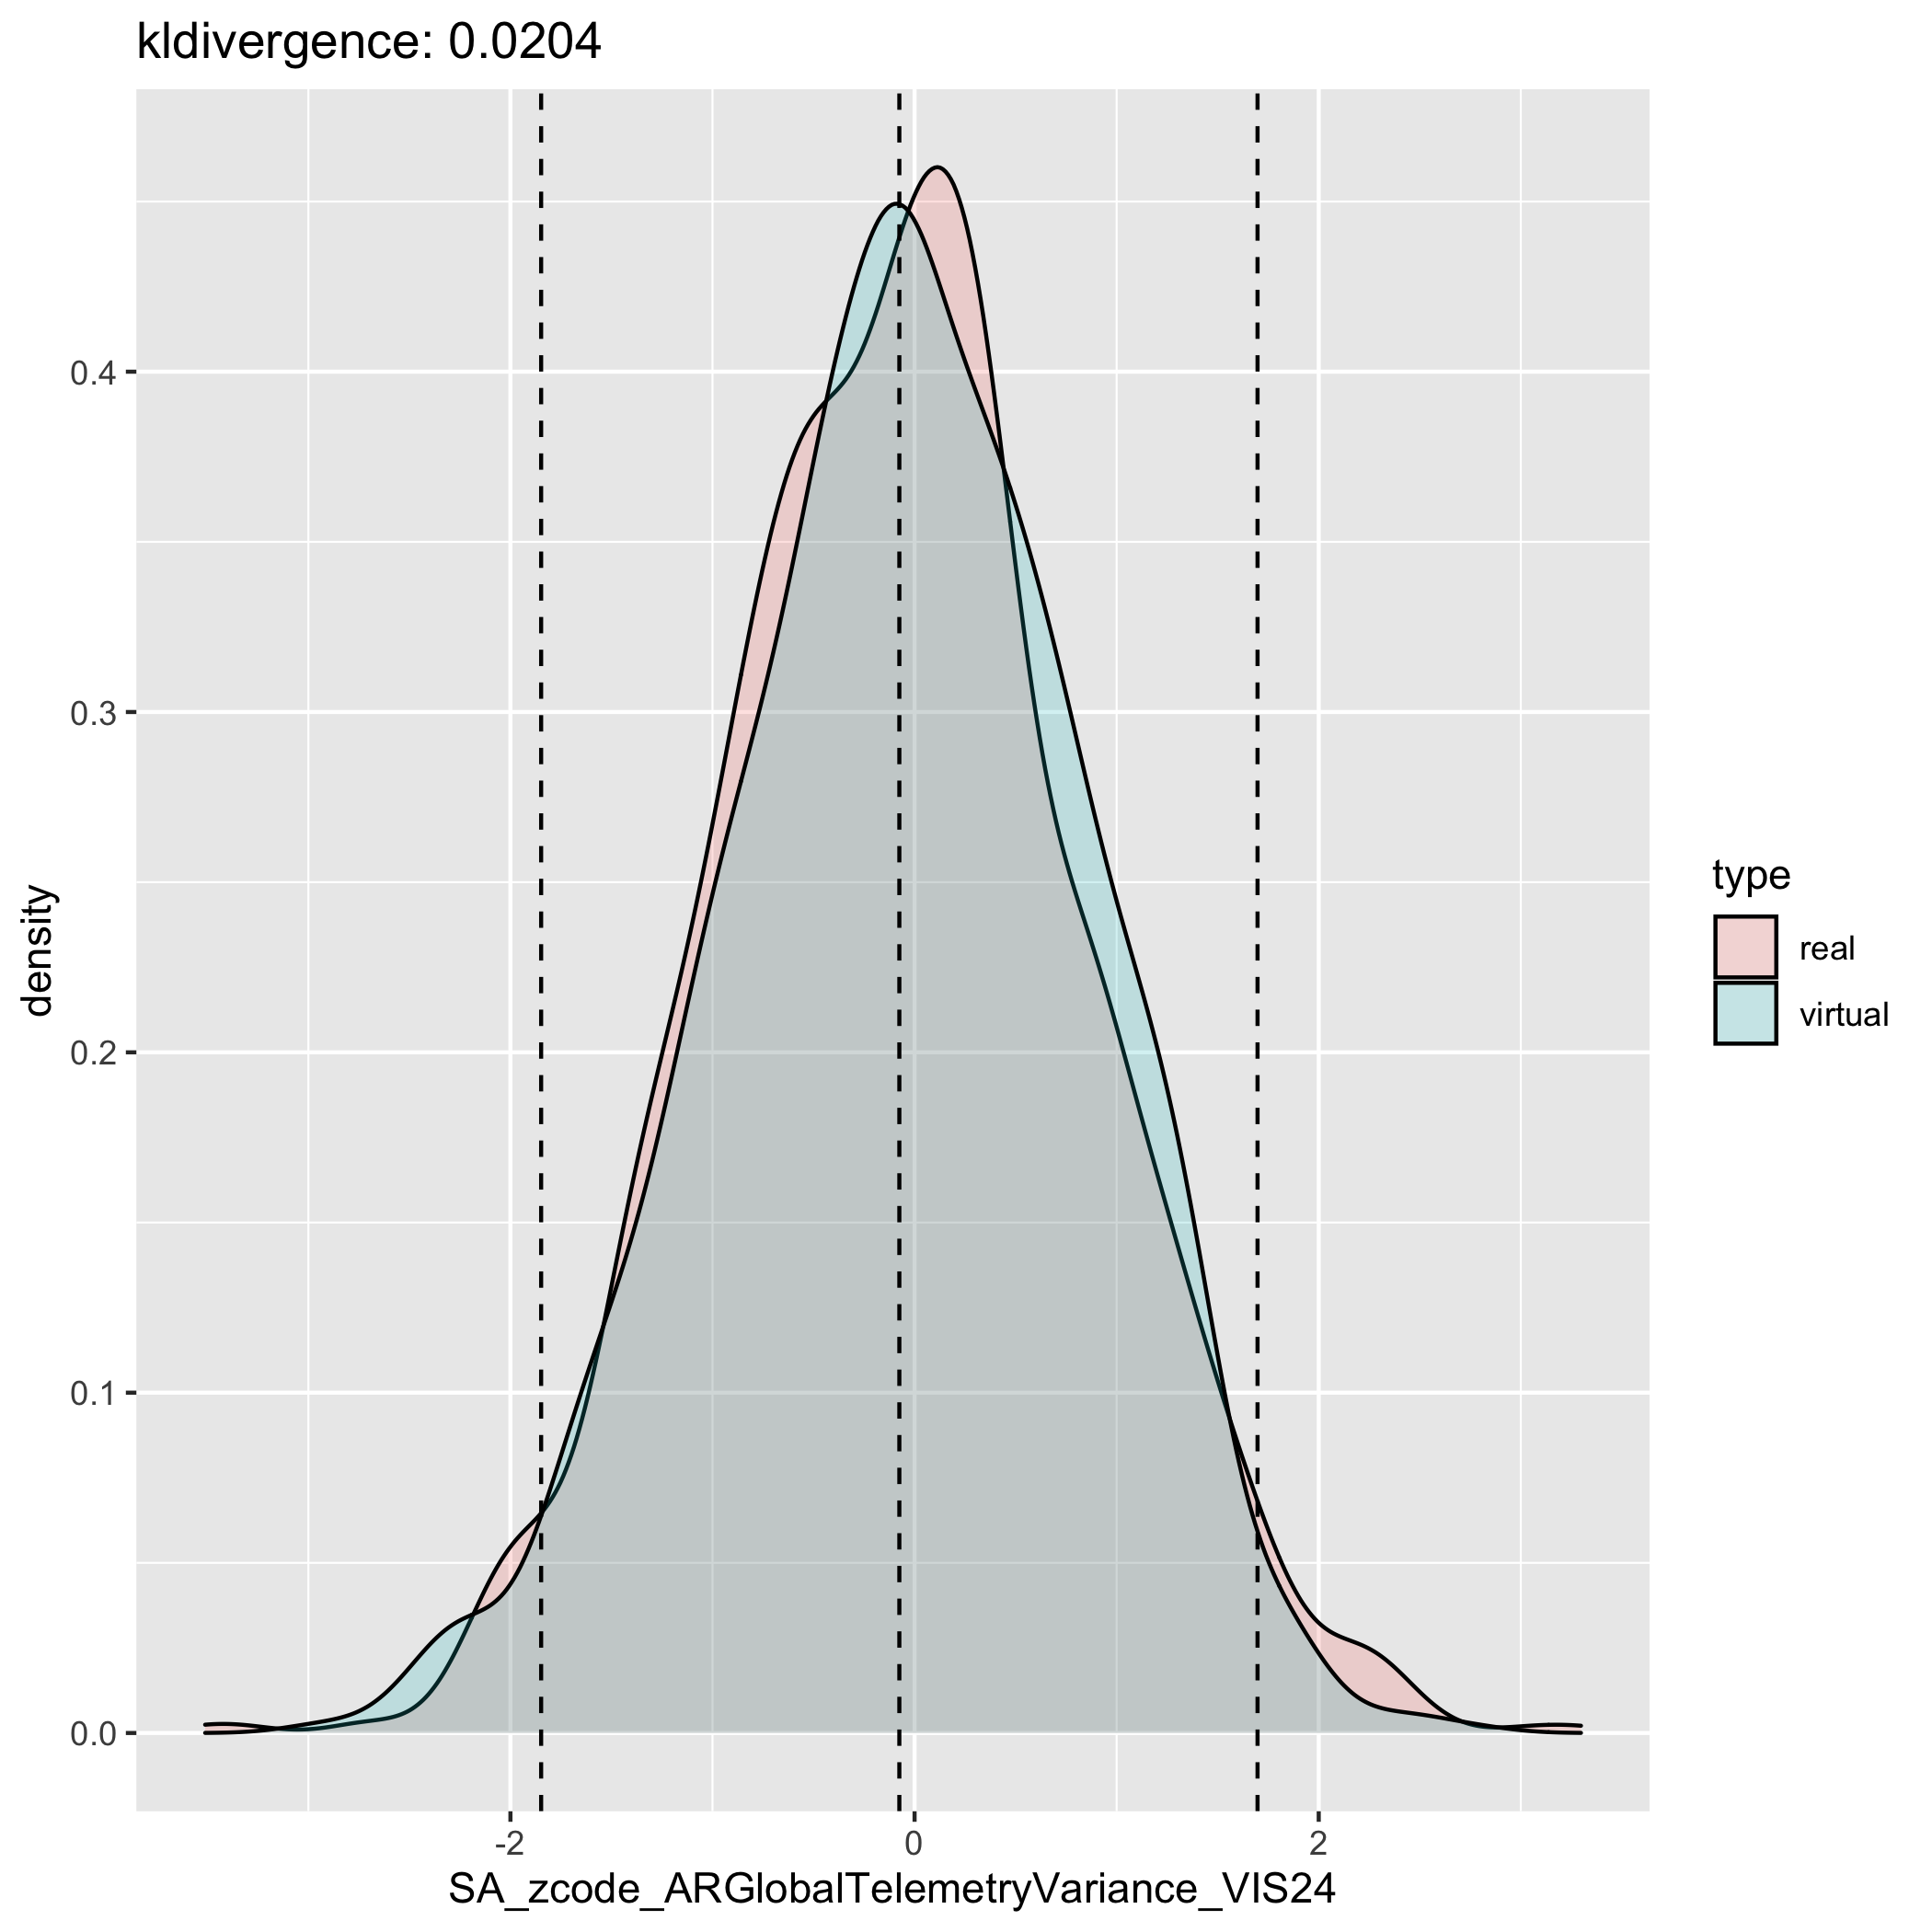 kldivergence: 0.0204
density
0.4
0.3
0.2
0.1
0.0
-2
0
2
SA_zcode_ARGlobalTelemetryVariance_VIS24
type
real
virtual